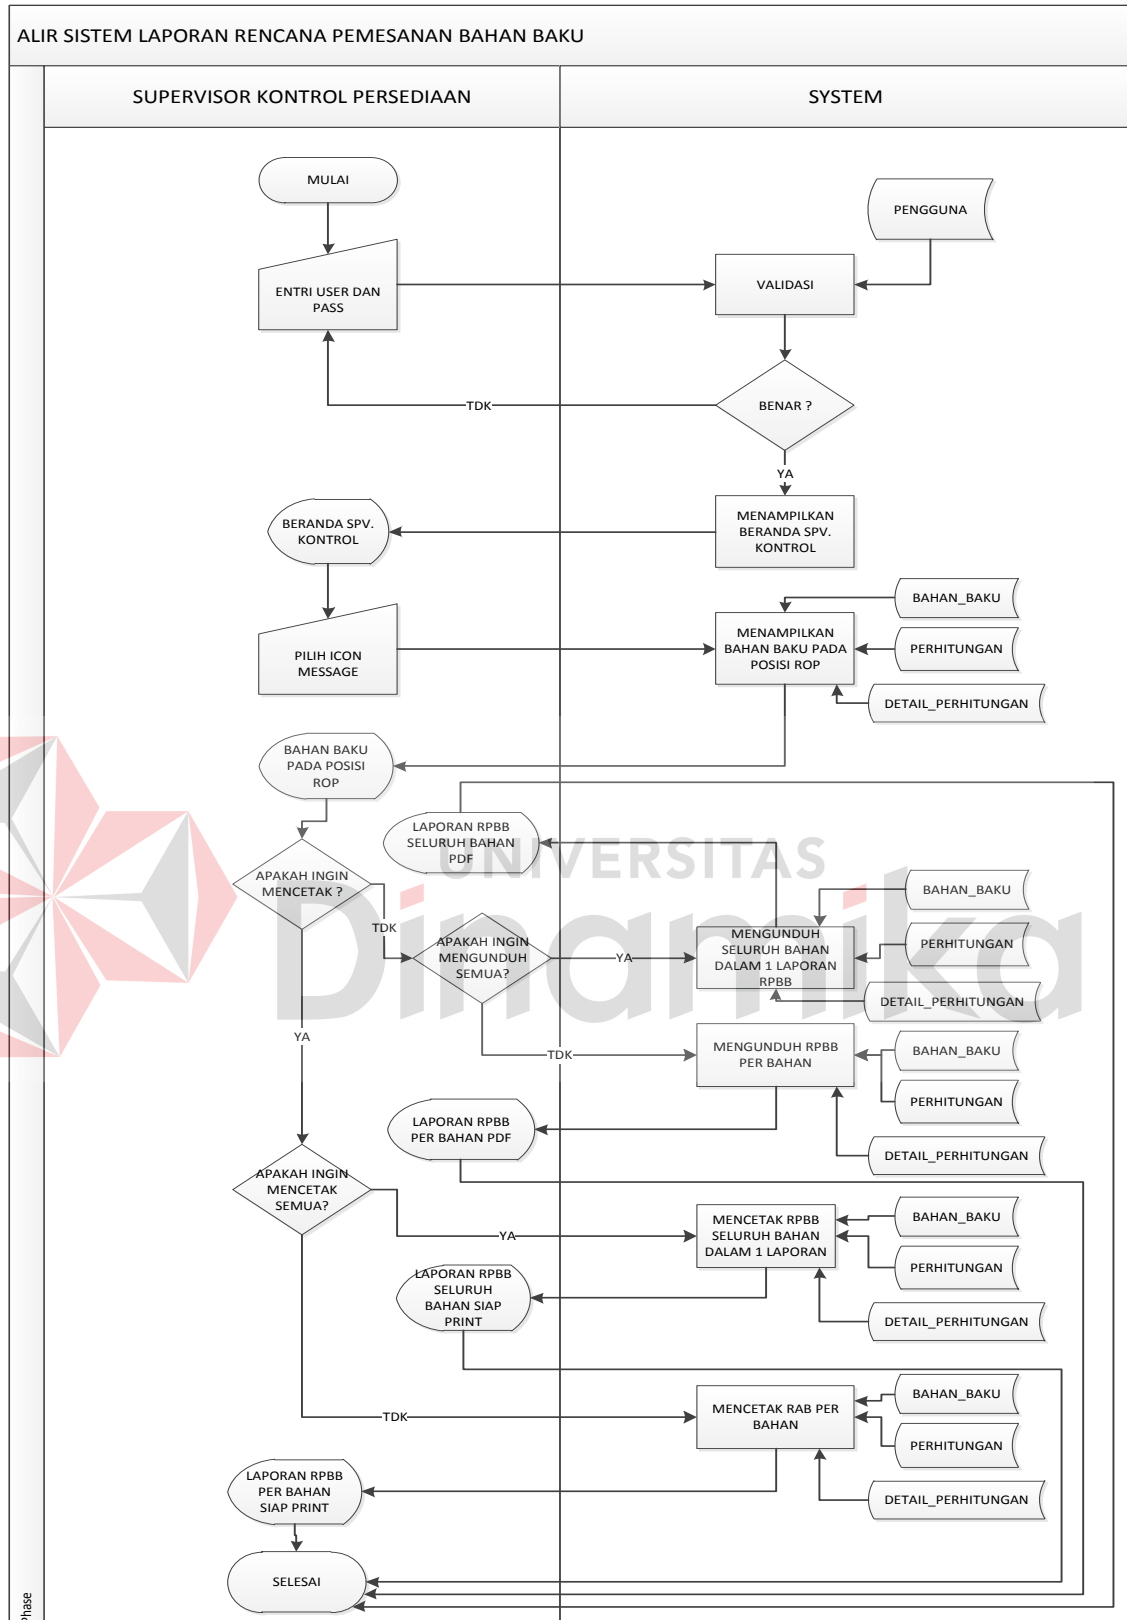 ALIR SISTEM LAPORAN RENCANA PEMESANAN BAHAN BAKU
SUPERVISOR KONTROL PERSEDIAAN
SYSTEM
MULAI
PENGGUNA
ENTRI USER DAN
PASS
VALIDASI
BENAR ?
TDK
YA
BERANDA SPV.
KONTROL
MENAMPILKAN
BERANDA SPV.
KONTROL
BAHAN_BAKU
PILIH ICON
MESSAGE
MENAMPILKAN
BAHAN BAKU PADA
POSISI ROP
PERHITUNGAN
DETAIL_PERHITUNGAN
BAHAN BAKU
PADA POSISI
ROP
LAPORAN RPBB
SELURUH BAHAN
PDF
UNIVERSITAS
Dinamika
APAKAH INGIN
MENCETAK ?
BAHAN_BAKU
TDK
APAKAH INGIN
MENGUNDUH
SEMUA?
YA
MENGUNDUH
SELURUH BAHAN
DALAM 1 LAPORAN
RPBB
PERHITUNGAN
DETAIL_PERHITUNGAN
YA
TDK
MENGUNDUH RPBB
PER BAHAN
BAHAN_BAKU
PERHITUNGAN
LAPORAN RPBB
PER BAHAN PDF
DETAIL_PERHITUNGAN
APAKAH INGIN
MENCETAK
SEMUA?
YA
MENCETAK RPBB
SELURUH BAHAN
DALAM 1 LAPORAN
BAHAN_BAKU
PERHITUNGAN
LAPORAN RPBB
SELURUH
BAHAN SIAP
PRINT
DETAIL_PERHITUNGAN
TDK
MENCETAK RAB PER
BAHAN
BAHAN_BAKU
PERHITUNGAN
LAPORAN RPBB
PER BAHAN
SIAP PRINT
DETAIL_PERHITUNGAN
SELESAI
Phase